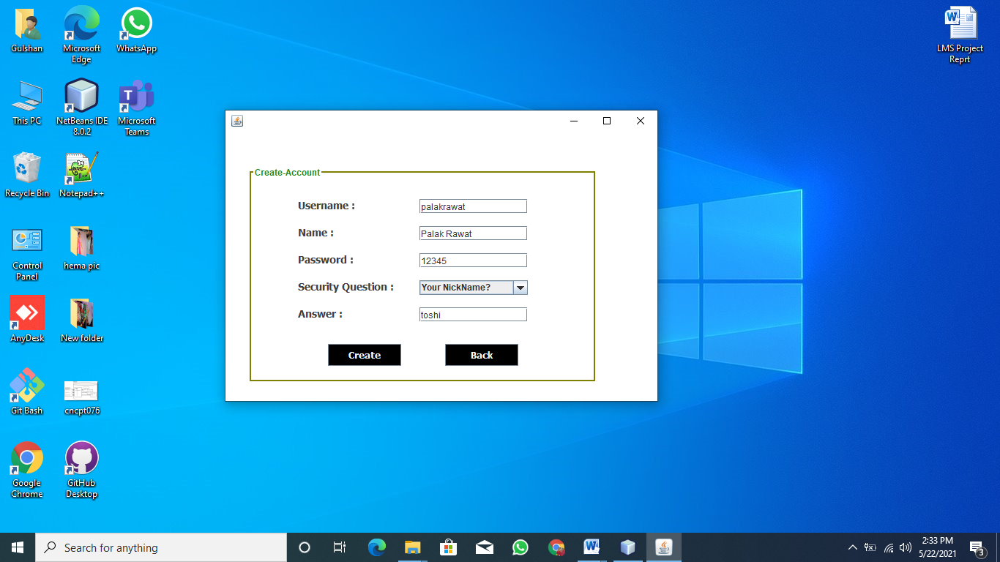 Gulshan
Microsoft
Edge
WhatsApp
LMS Project
Reprt
This PC
NetBeans IDE
8.0.2
Microsoft
Teams
Recycle Bin
Notepad++
Control
Panel
hema pic
AnyDesk
New folder
Git Bash
cncpt076
Google
Chrome
GitHub
Desktop
Create-Account
Username :
palakrawat
Name :
Palak Rawat
Password :
12345
Security Question :
Your NickName?
Answer :
toshi
Create
Back
Search for anything
2:33 PM
5/22/2021
3